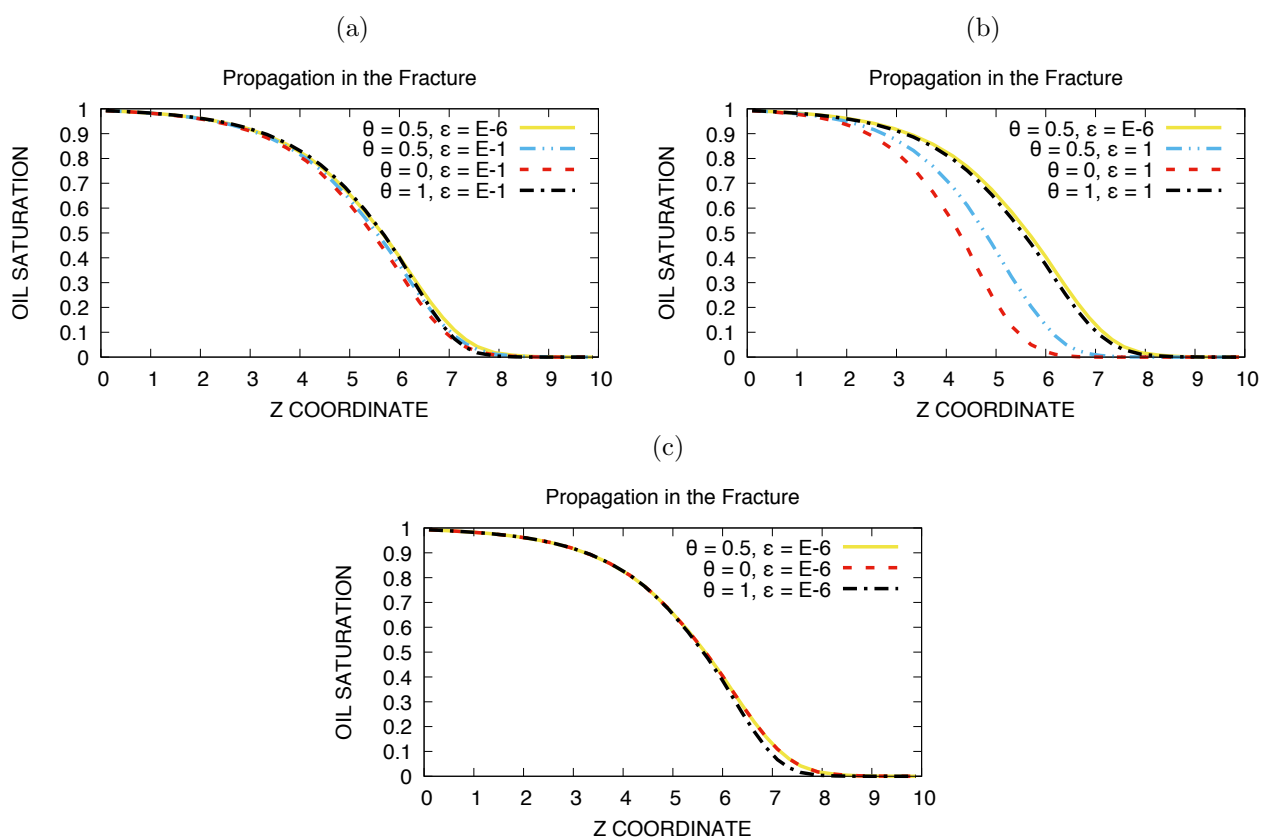 (a)
Propagation in the Fracture
OIL SATURATION
1
0.9
0.8
0.7
0.6
0.5
0.4
0.3
0.2
0.1
0
θ = 0.5, ε = E-6
θ = 0.5, ε = E-1
θ = 0, ε = E-1
θ = 1, ε = E-1
0 1 2 3 4 5 6 7 8 9 10
Z COORDINATE
(b)
Propagation in the Fracture
OIL SATURATION
1
0.9
0.8
0.7
0.6
0.5
0.4
0.3
0.2
0.1
0
θ = 0.5, ε = E-6
θ = 0.5, ε = 1
θ = 0, ε = 1
θ = 1, ε = 1
0 1 2 3 4 5 6 7 8 9 10
Z COORDINATE
(c)
Propagation in the Fracture
OIL SATURATION
1
0.9
0.8
0.7
0.6
0.5
0.4
0.3
0.2
0.1
0
θ = 0.5, ε = E-6
θ = 0, ε = E-6
θ = 1, ε = E-6
0 1 2 3 4 5 6 7 8 9 10
Z COORDINATE